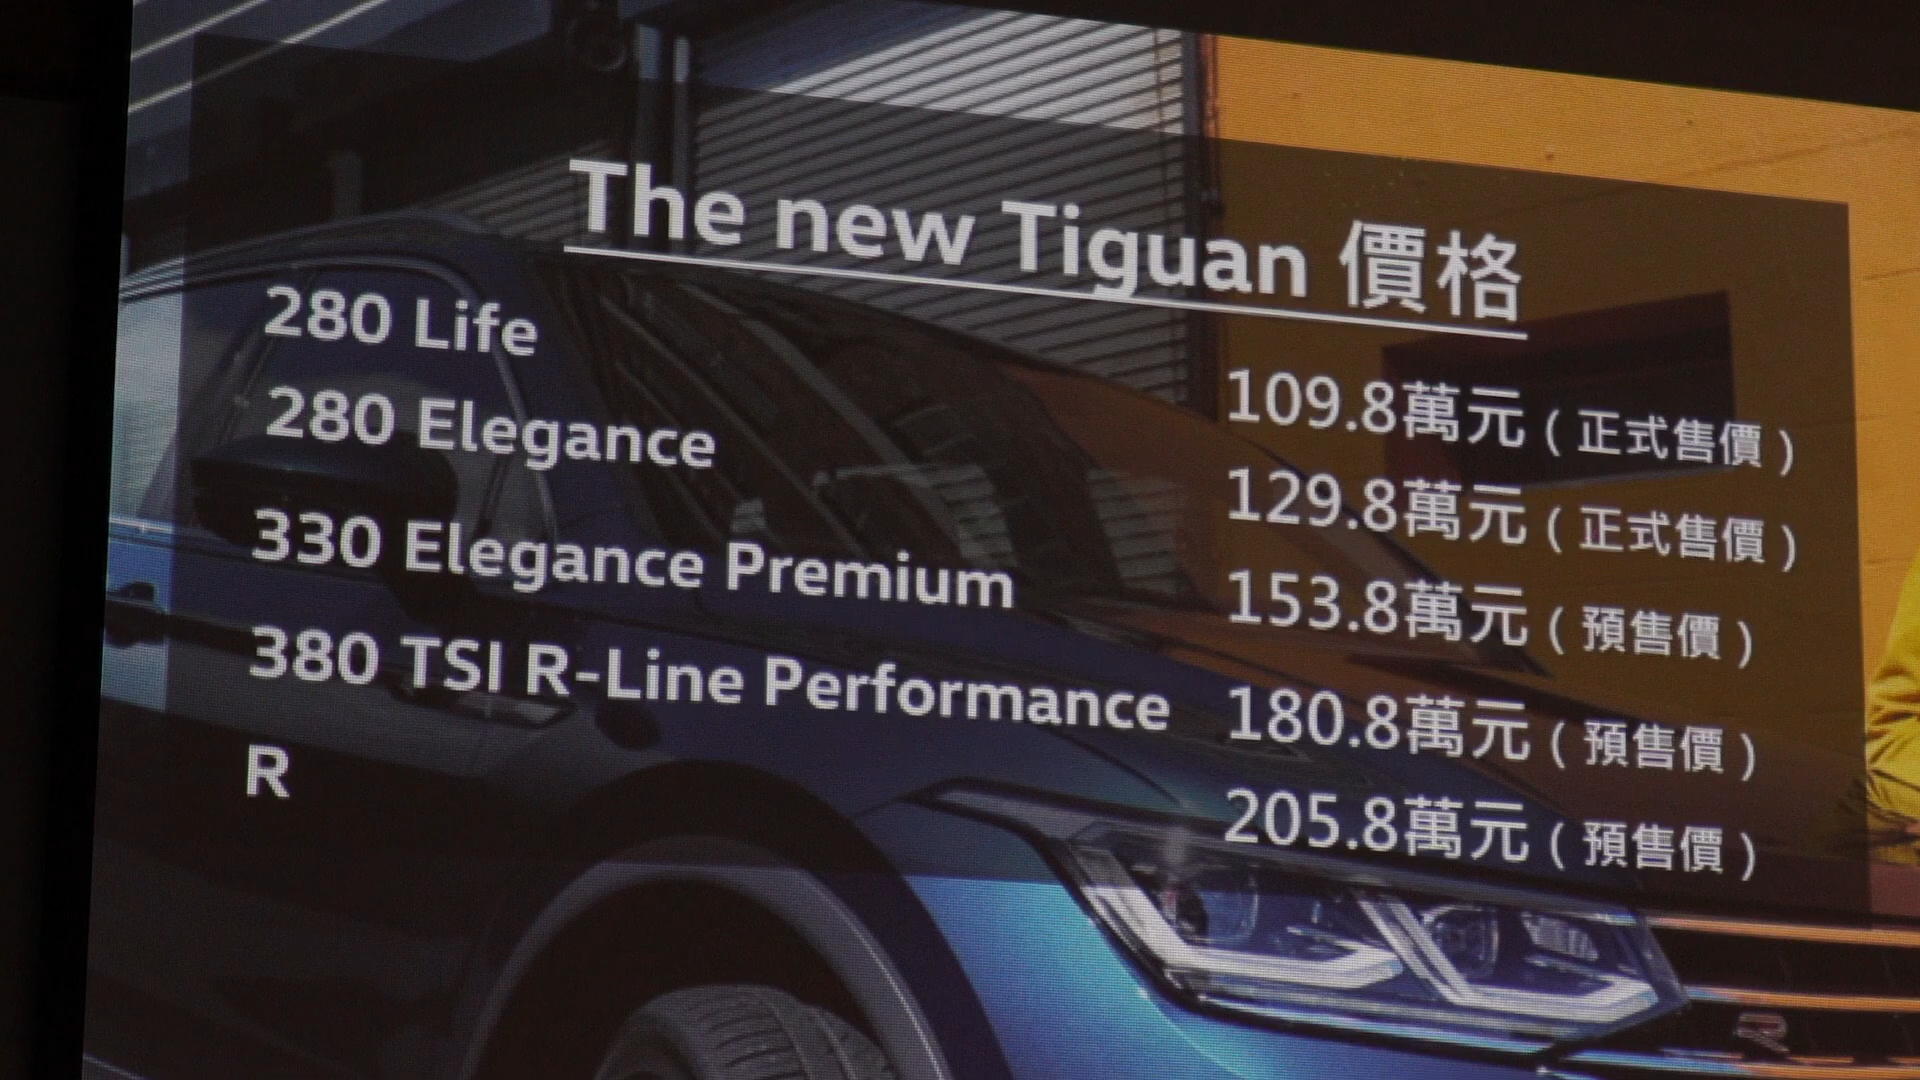 The new Tiguan 價格
280 Life 109.8萬元 (正式售價)
280 Elegance 129.8萬元 (正式售價)
330 Elegance Premium 153.8萬元 (預售價)
380 TSI R-Line Performance 180.8萬元 (預售價)
R 205.8萬元 (預售價)
R